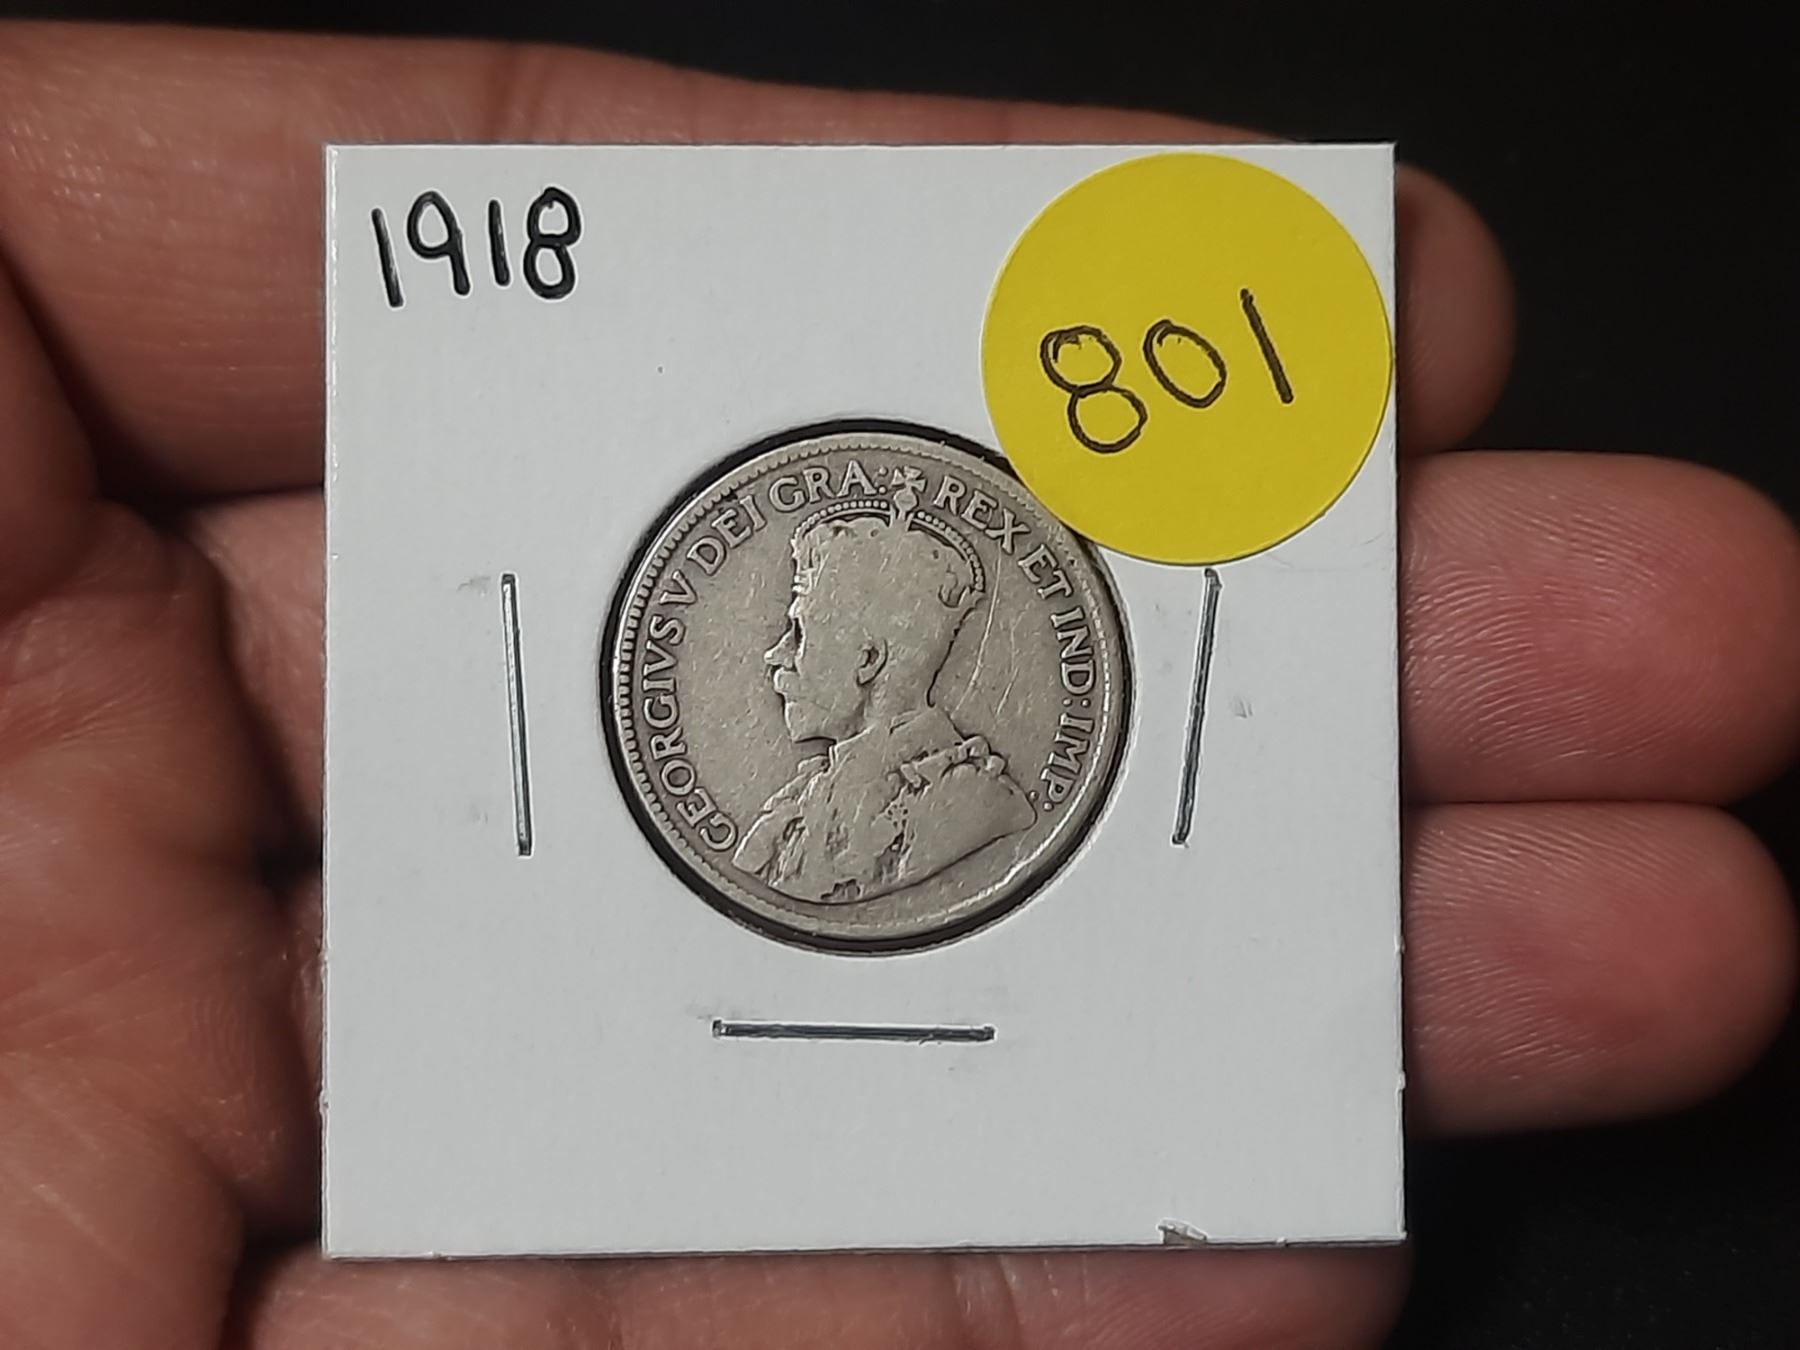 1918
801
GEORGIVS V DEI GRA: REX ET IND: IMP: